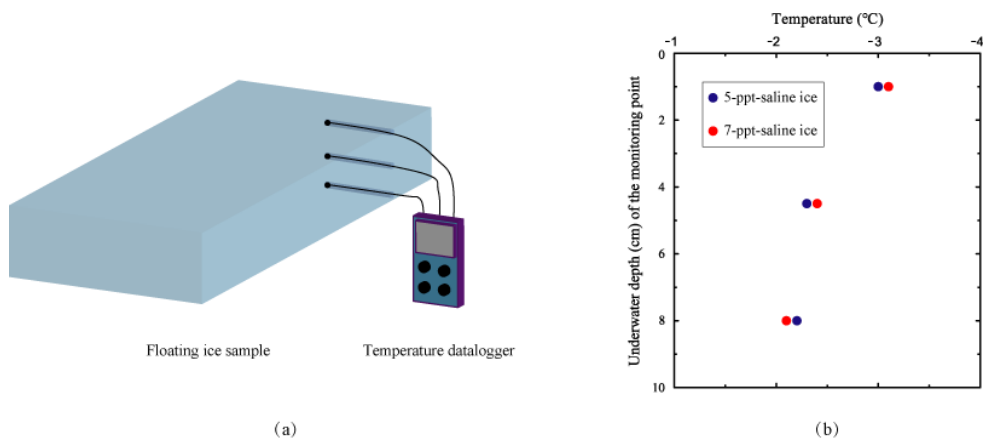 Floating ice sample
Temperature datalogger
(a)
Temperature (℃)
-1
-2
-3
-4
Underwater depth (cm) of the monitoring point
0
2
4
6
8
10
5-ppt-saline ice
7-ppt-saline ice
(b)